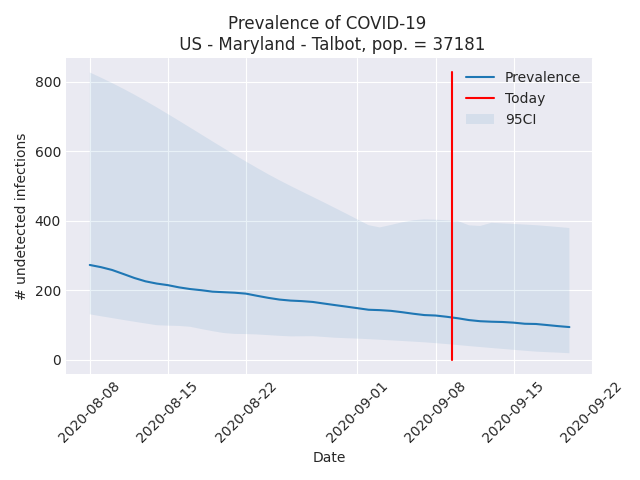 Prevalence of COVID-19
US - Maryland - Talbot, pop. = 37181
Prevalence
Today
95CI
# undetected infections
800
600
400
200
0
2020-08-08
2020-08-15
2020-08-22
2020-09-01
2020-09-08
2020-09-15
2020-09-22
Date